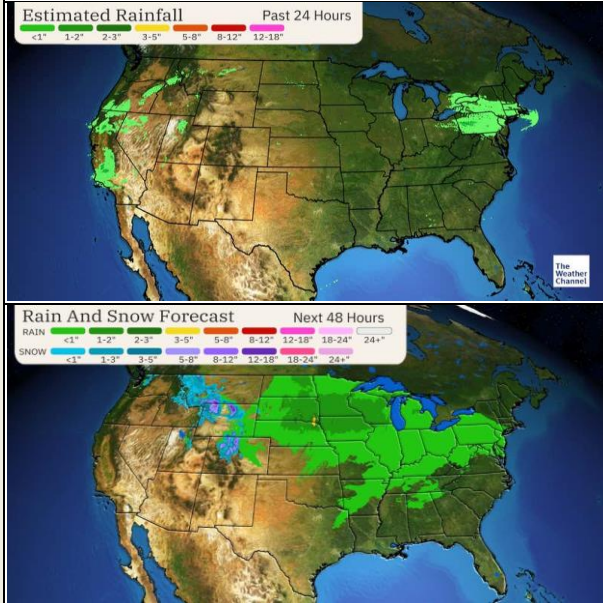 Estimated Rainfall Past 24 Hours
<1" 1-2" 2-3" 3-5" 5-8" 8-12" 12-18"
The
Weather
Channel
Rain And Snow Forecast Next 48 Hours
RAIN
<1" 1-2" 2-3" 3-5" 5-8" 8-12" 12-18" 18-24" 24+"
SNOW
<1" 1-3" 3-5" 5-8" 8-12" 12-18" 18-24" 24+"